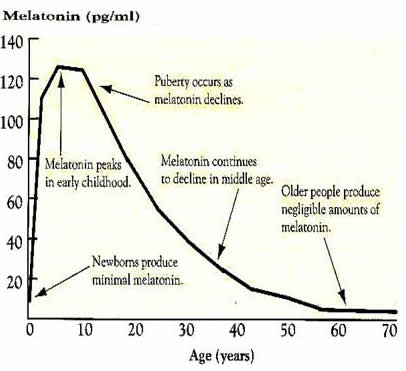 Melatonin (pg/ml)
140
120
100
80
60
40
20
Puberty occurs as
melatonin declines.
Melatonin peaks
in early childhood.
Melatonin continues
to decline in middle age.
Older people produce
negligible amounts of
melatonin.
Newborns produce
minimal melatonin.
0 10 20 30 40 50 60 70
Age (years)